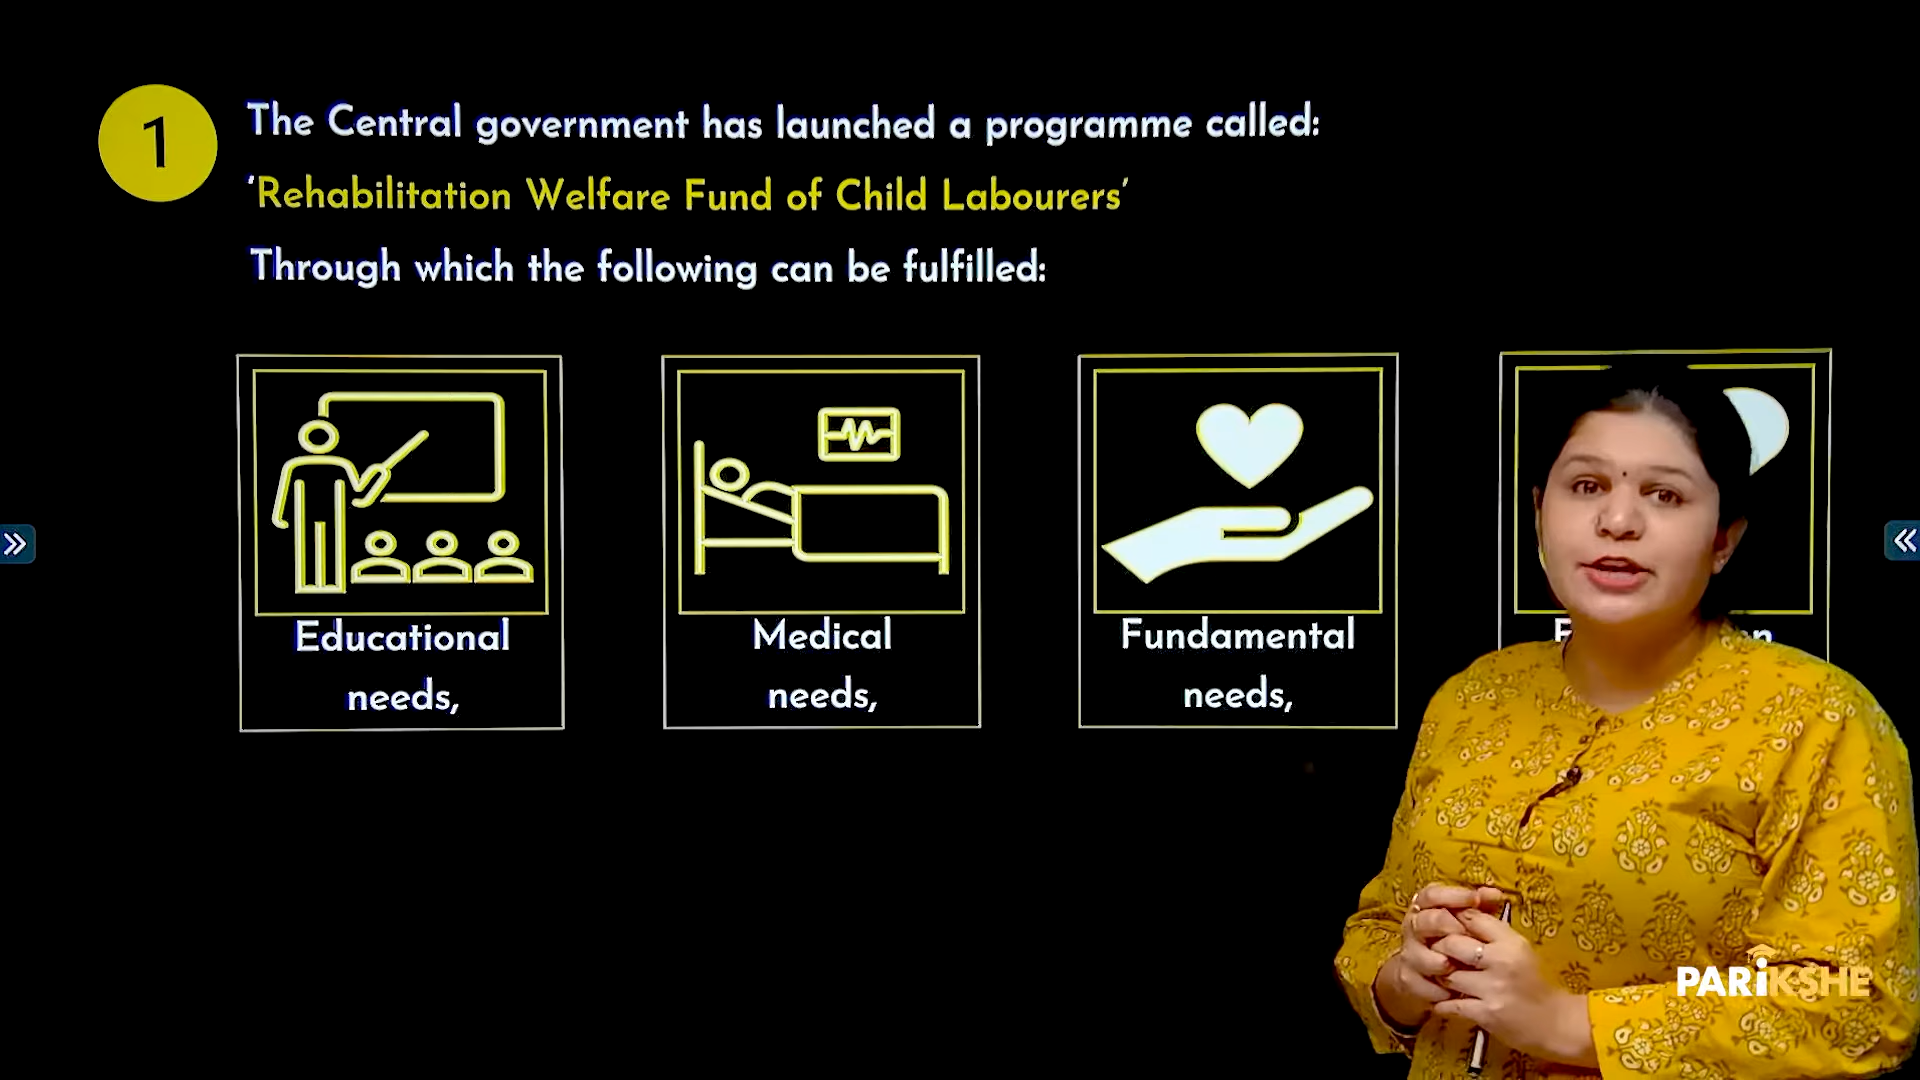 1
The Central government has launched a programme called:
‘Rehabilitation Welfare Fund of Child Labourers’
Through which the following can be fulfilled:
Educational
needs,
Medical
needs,
Fundamental
needs,
PARiKSHE